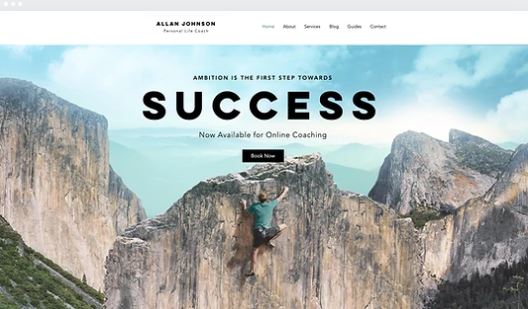 ALLAN JOHNSON
Personal Life Coach
Home About Services Blog Guides Contact
AMBITION IS THE FIRST STEP TOWARDS
SUCCESS
Now Available for Online Coaching
Book Now